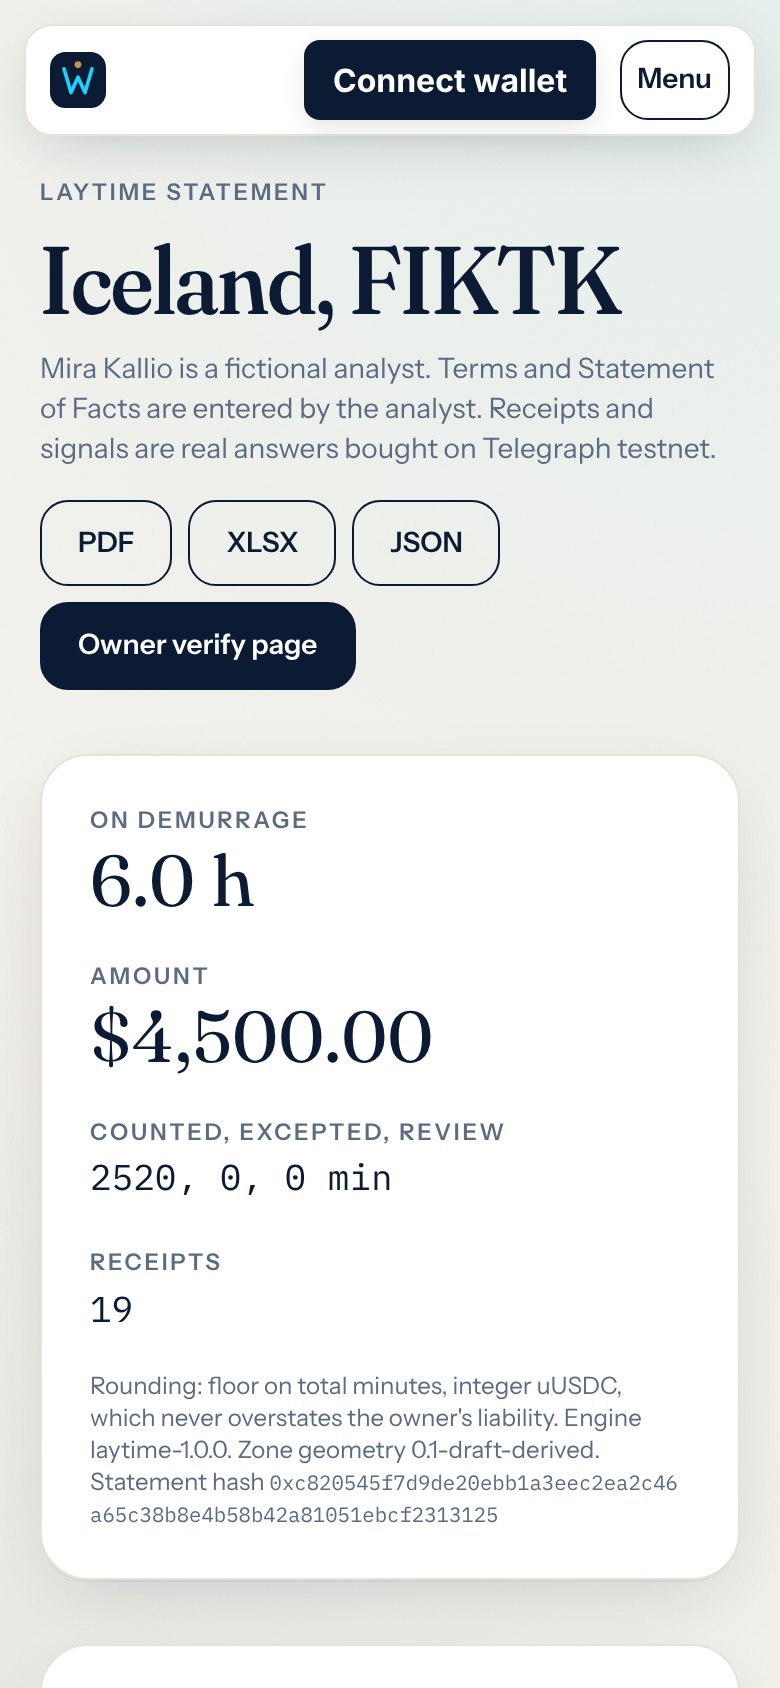 W
Connect wallet
Menu
LAYTIME STATEMENT
Iceland, FIKTK
Mira Kallio is a fictional analyst. Terms and Statement
of Facts are entered by the analyst. Receipts and
signals are real answers bought on Telegraph testnet.
PDF
XLSX
JSON
Owner verify page
ON DEMURRAGE
6.0 h
AMOUNT
$4,500.00
COUNTED, EXCEPTED, REVIEW
2520, 0, 0 min
RECEIPTS
19
Rounding: floor on total minutes, integer uUSDC,
which never overstates the owner's liability. Engine
laytime-1.0.0. Zone geometry 0.1-draft-derived.
Statement hash 0xc820545f7d9de20ebb1a3eec2ea2c46
a65c38b8e4b58b42a81051ebcf2313125